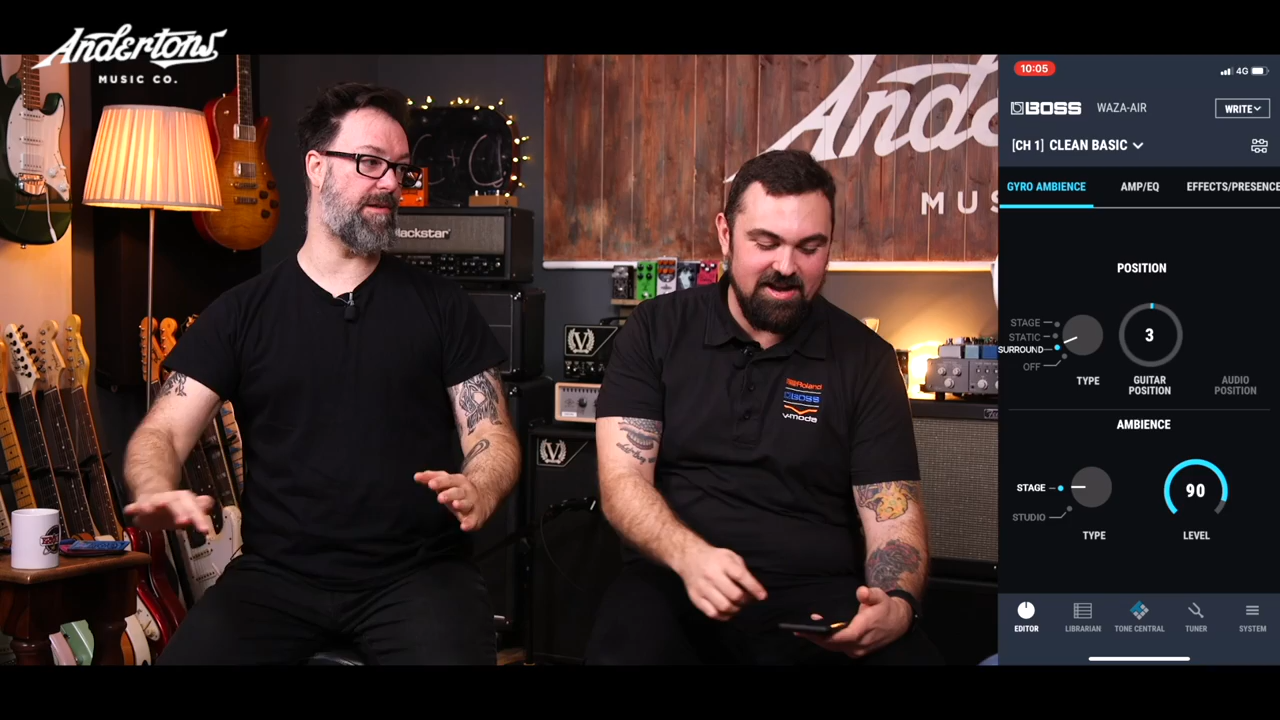 Andertons
MUSIC CO.
C+C
Blackstar
And
MUS
V
V
Roland
BOSS
V-MODA
10:05
4G
BOSS
WAZA-AIR
WRITE
[CH 1] CLEAN BASIC
GYRO AMBIENCE
AMP/EQ
EFFECTS/PRESENCE
POSITION
STAGE
STATIC
SURROUND
OFF
TYPE
3
GUITAR
POSITION
AUDIO
POSITION
AMBIENCE
STAGE
STUDIO
TYPE
90
LEVEL
EDITOR
LIBRARIAN
TONE CENTRAL
TUNER
SYSTEM